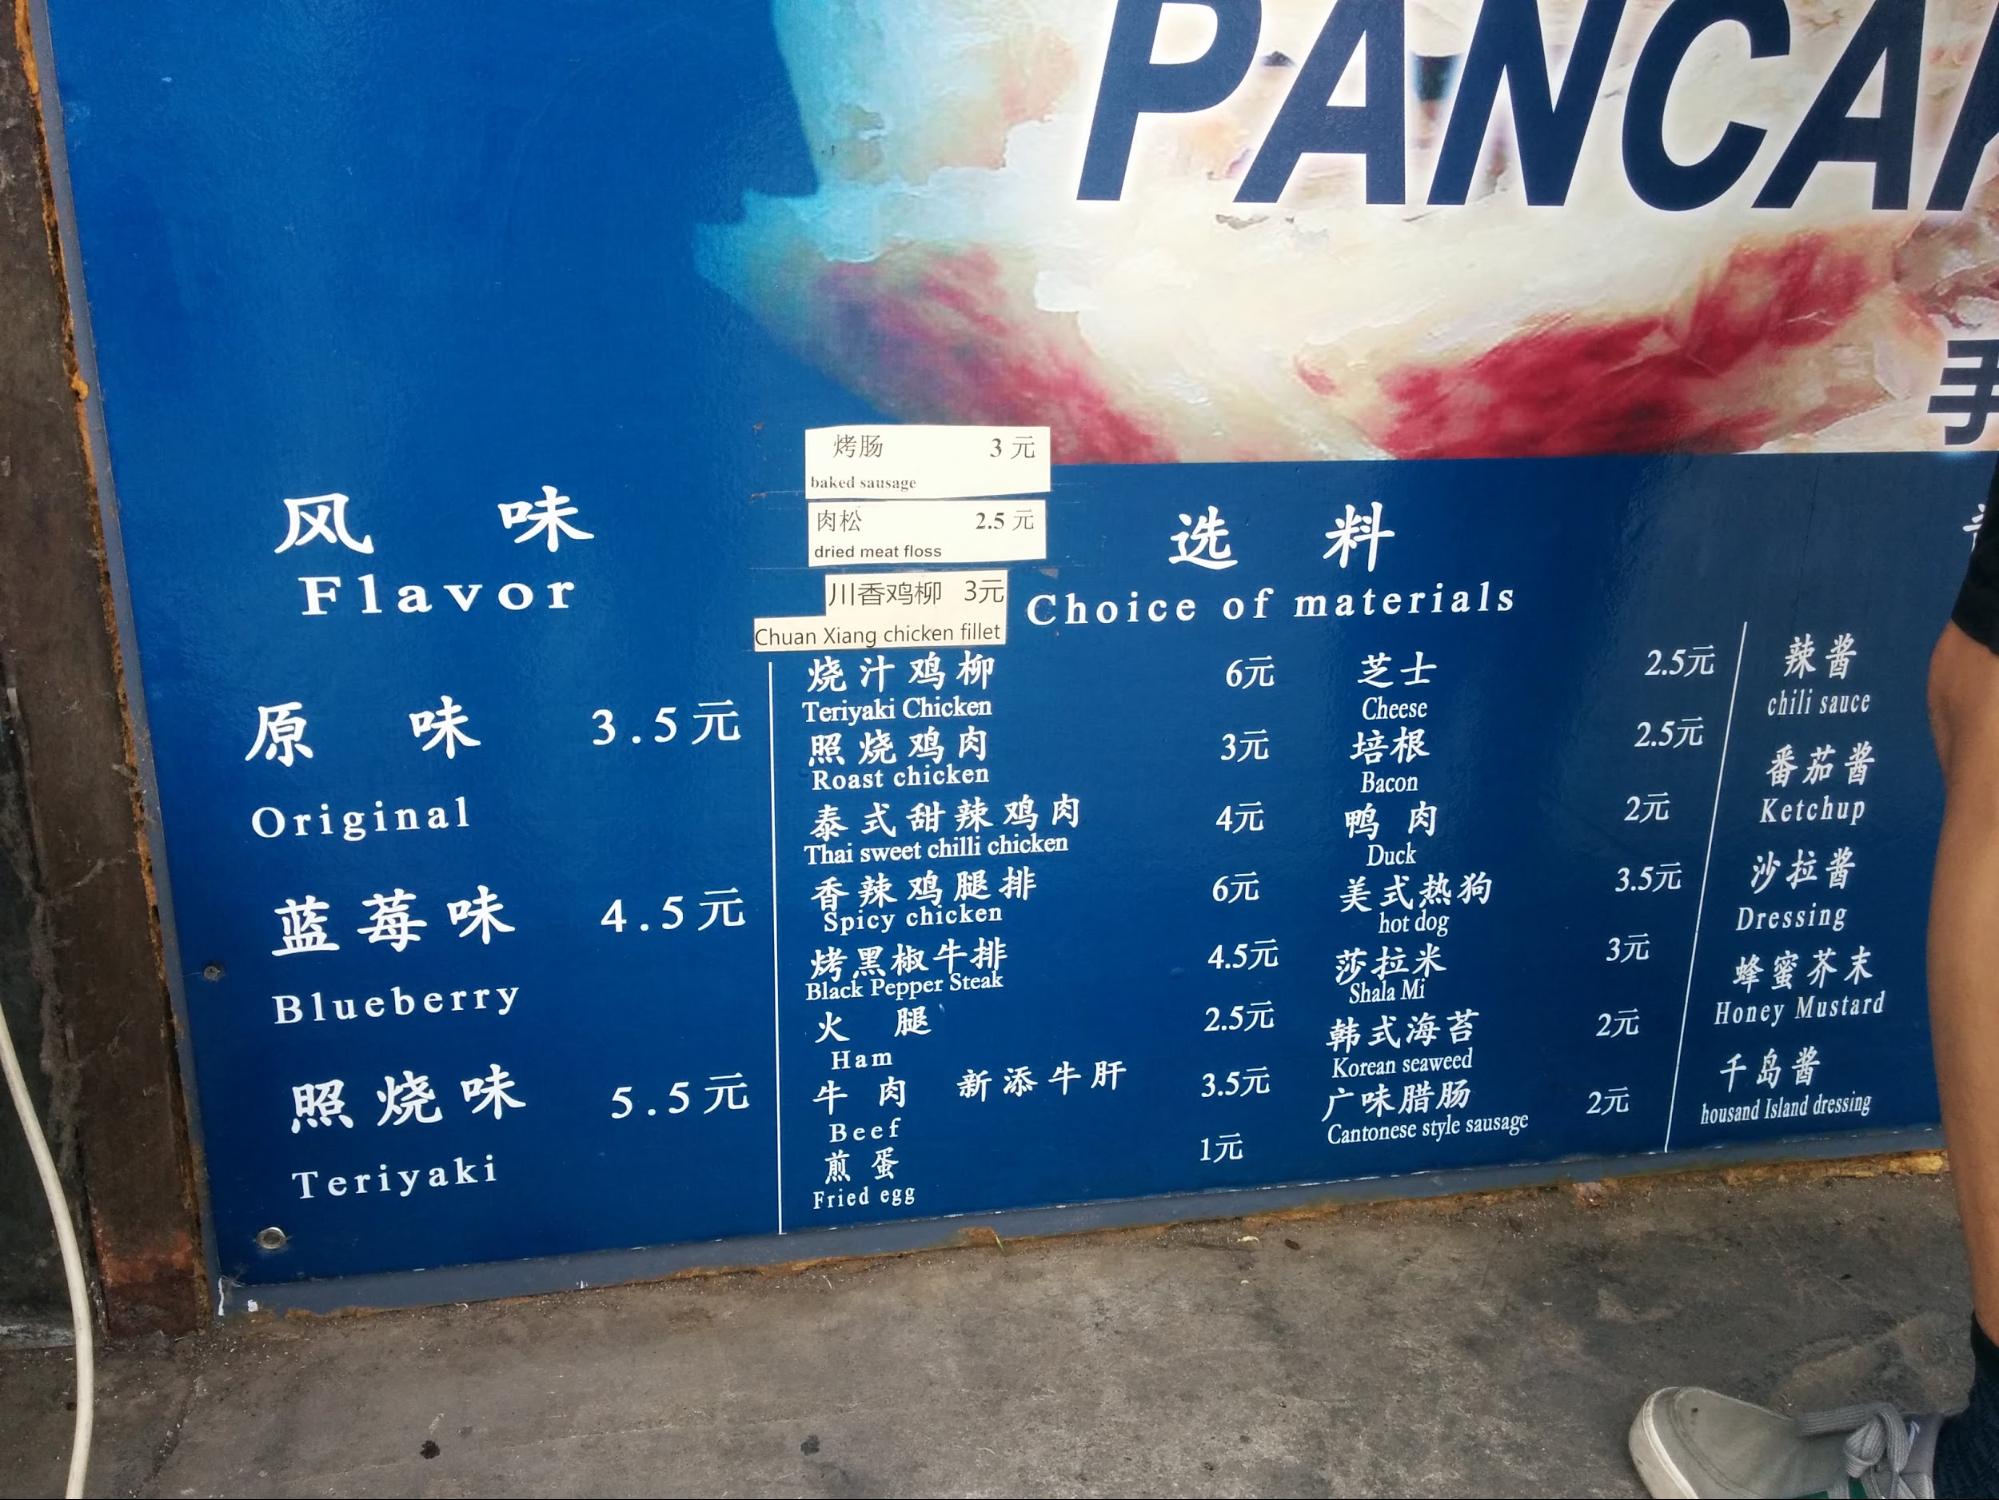 PANCA
手
烤肠 3 元
baked sausage
肉松 2.5 元
dried meat floss
川香鸡柳 3元
Chuan Xiang chicken fillet
风 味
Flavor
原 味 3.5元
Original
蓝莓味 4.5元
Blueberry
照烧味 5.5元
Teriyaki
选 料
Choice of materials
烧汁鸡柳 6元
Teriyaki Chicken
照烧鸡肉 3元
Roast chicken
泰式甜辣鸡肉 4元
Thai sweet chilli chicken
香辣鸡腿排 6元
Spicy chicken
烤黑椒牛排 4.5元
Black Pepper Steak
火 腿 2.5元
Ham
牛 肉 新添牛肝 3.5元
Beef
煎蛋 1元
Fried egg
芝士 2.5元
Cheese
培根 2.5元
Bacon
鸭 肉 2元
Duck
美式热狗 3.5元
hot dog
莎拉米 3元
Shala Mi
韩式海苔 2元
Korean seaweed
广味腊肠 2元
Cantonese style sausage
辣酱
chili sauce
番茄酱
Ketchup
沙拉酱
Dressing
蜂蜜芥末
Honey Mustard
千岛酱
housand Island dressing